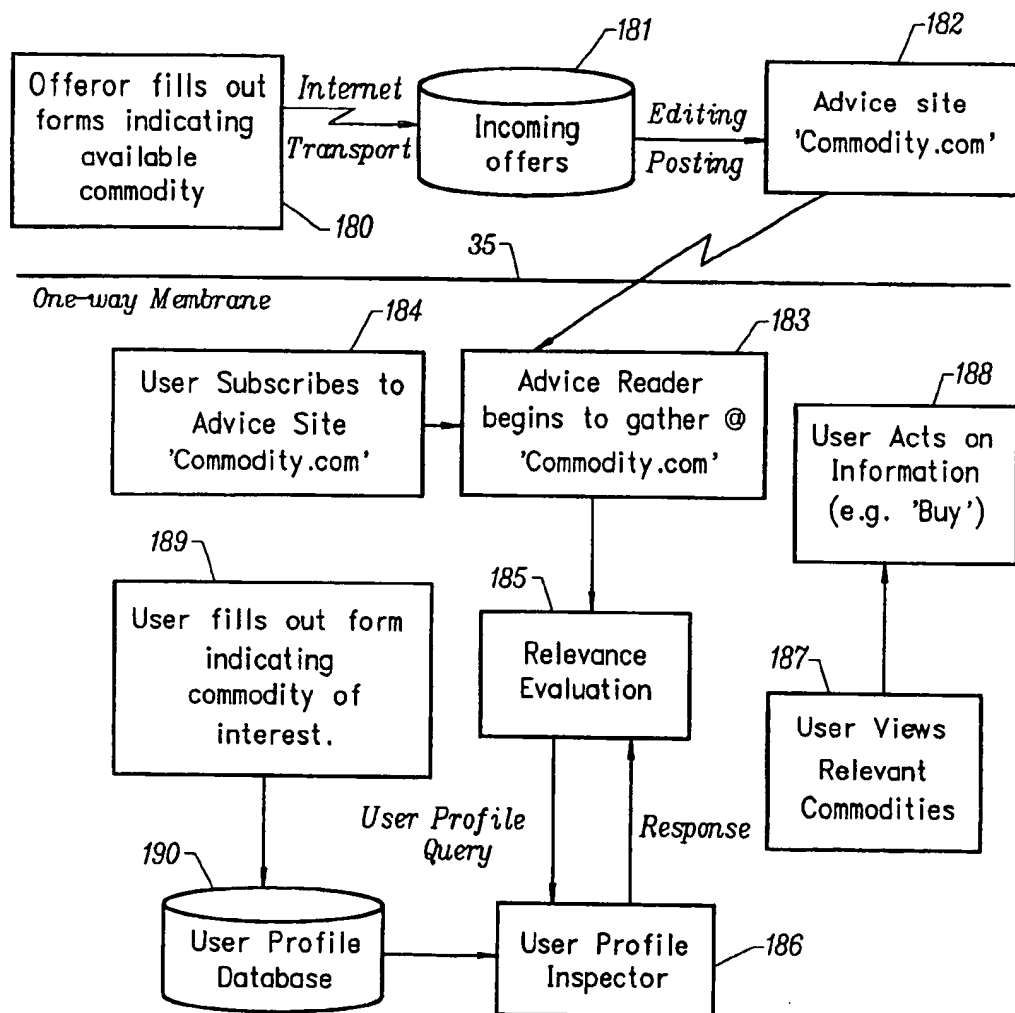 181
182
Offeror fills out
forms indicating
available
commodity
Internet
Transport
Incoming
offers
Editing
Posting
Advice site
'Commodity.com'
180
35
One-way Membrane
184
183
User Subscribes to
Advice Site
'Commodity.com'
Advice Reader
begins to gather @
'Commodity.com'
188
User Acts on
Information
(e.g. 'Buy')
189
185
User fills out form
indicating
commodity of
interest.
Relevance
Evaluation
187
User Views
Relevant
Commodities
User Profile
Query
Response
190
User Profile
Database
User Profile
Inspector
186